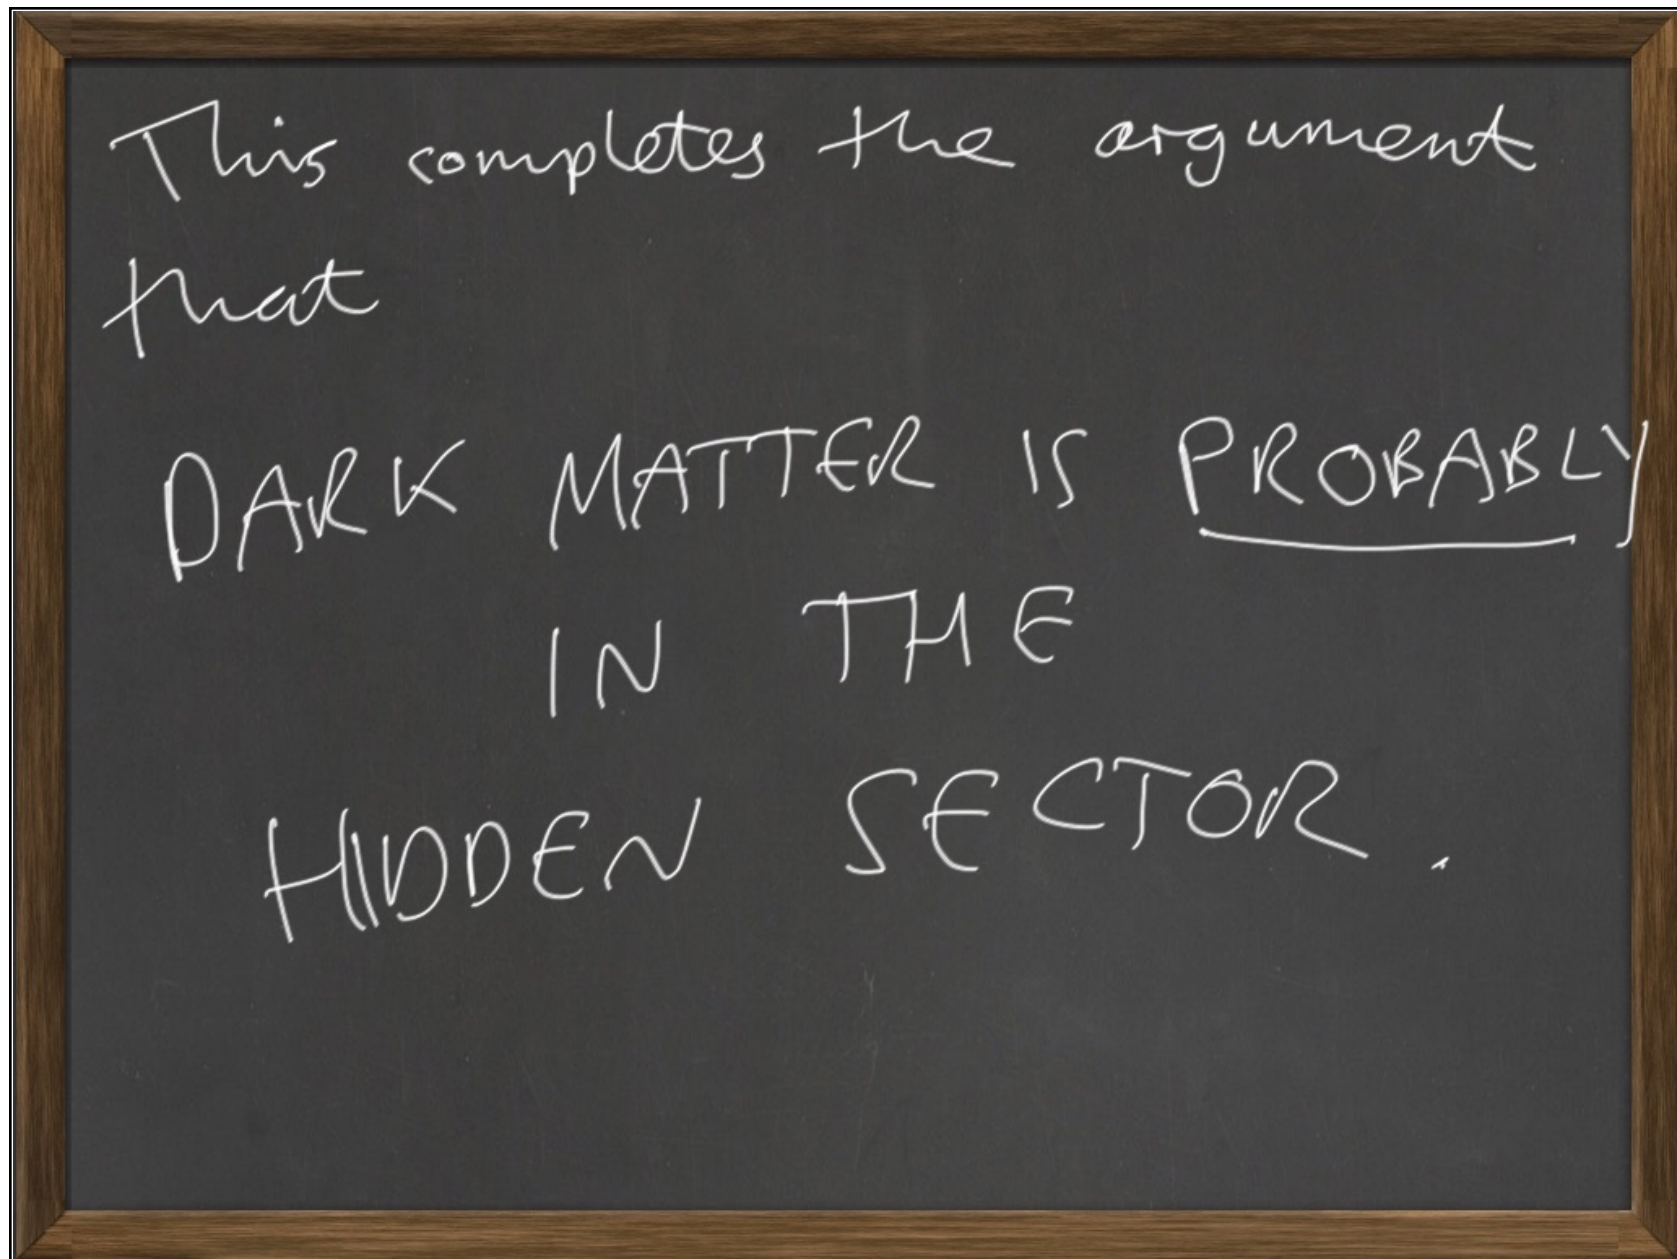 This completes the argument
that
DARK MATTER IS PROBABLY
IN THE
HIDDEN SECTOR.